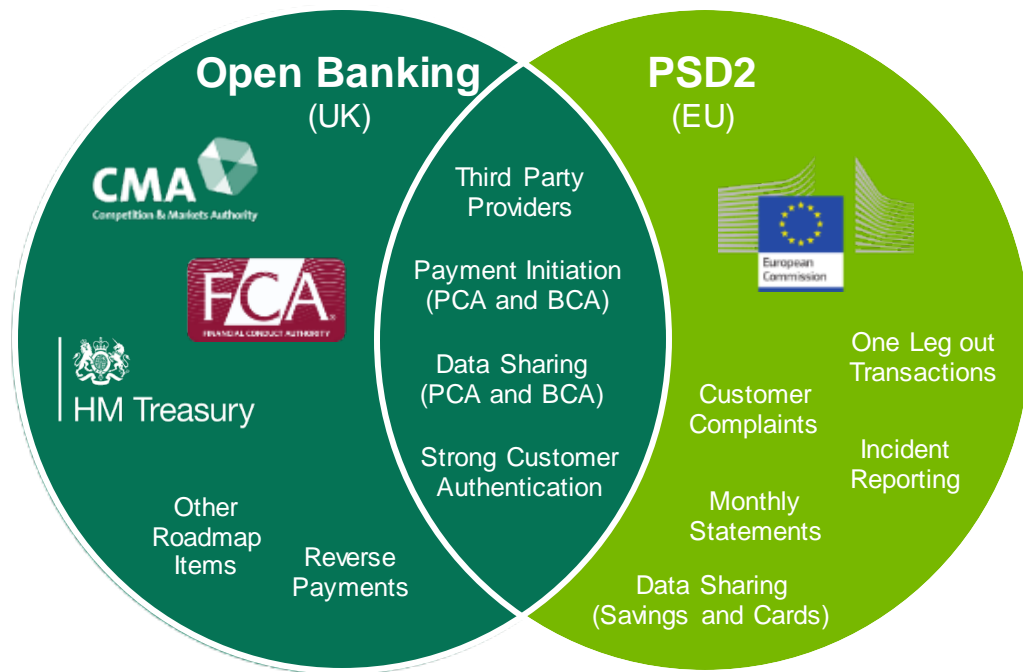 Open Banking
(UK)
CMA
Competition & Markets Authority
FCA
FINANCIAL CONDUCT AUTHORITY
HM Treasury
Other
Roadmap
Items
Reverse
Payments
Third Party
Providers
Payment Initiation
(PCA and BCA)
Data Sharing
(PCA and BCA)
Strong Customer
Authentication
PSD2
(EU)
European
Commission
One Leg out
Transactions
Customer
Complaints
Incident
Reporting
Monthly
Statements
Data Sharing
(Savings and Cards)